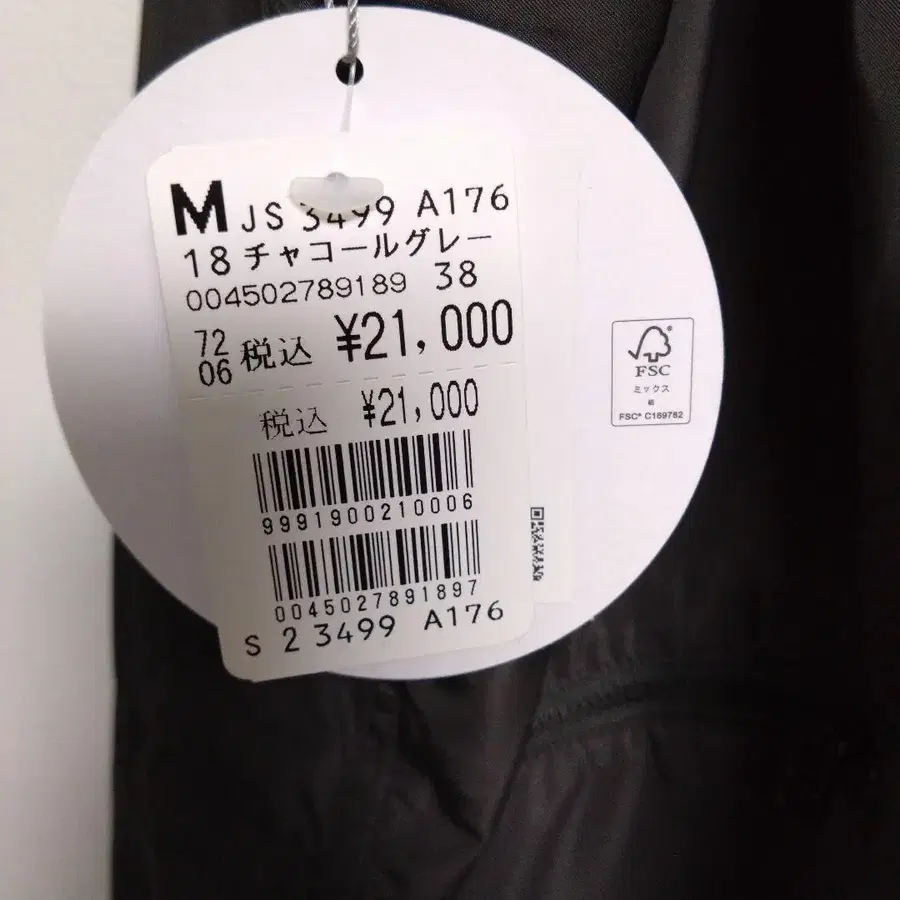 M JS 3499 A176
18 チャコールグレー
004502789189 38
72
06 税込 ¥21,000
税込 ¥21,000
9991900210006
0045027891897
S 2 3499 A176
FSC
ミックス
紙
FSC® C169782